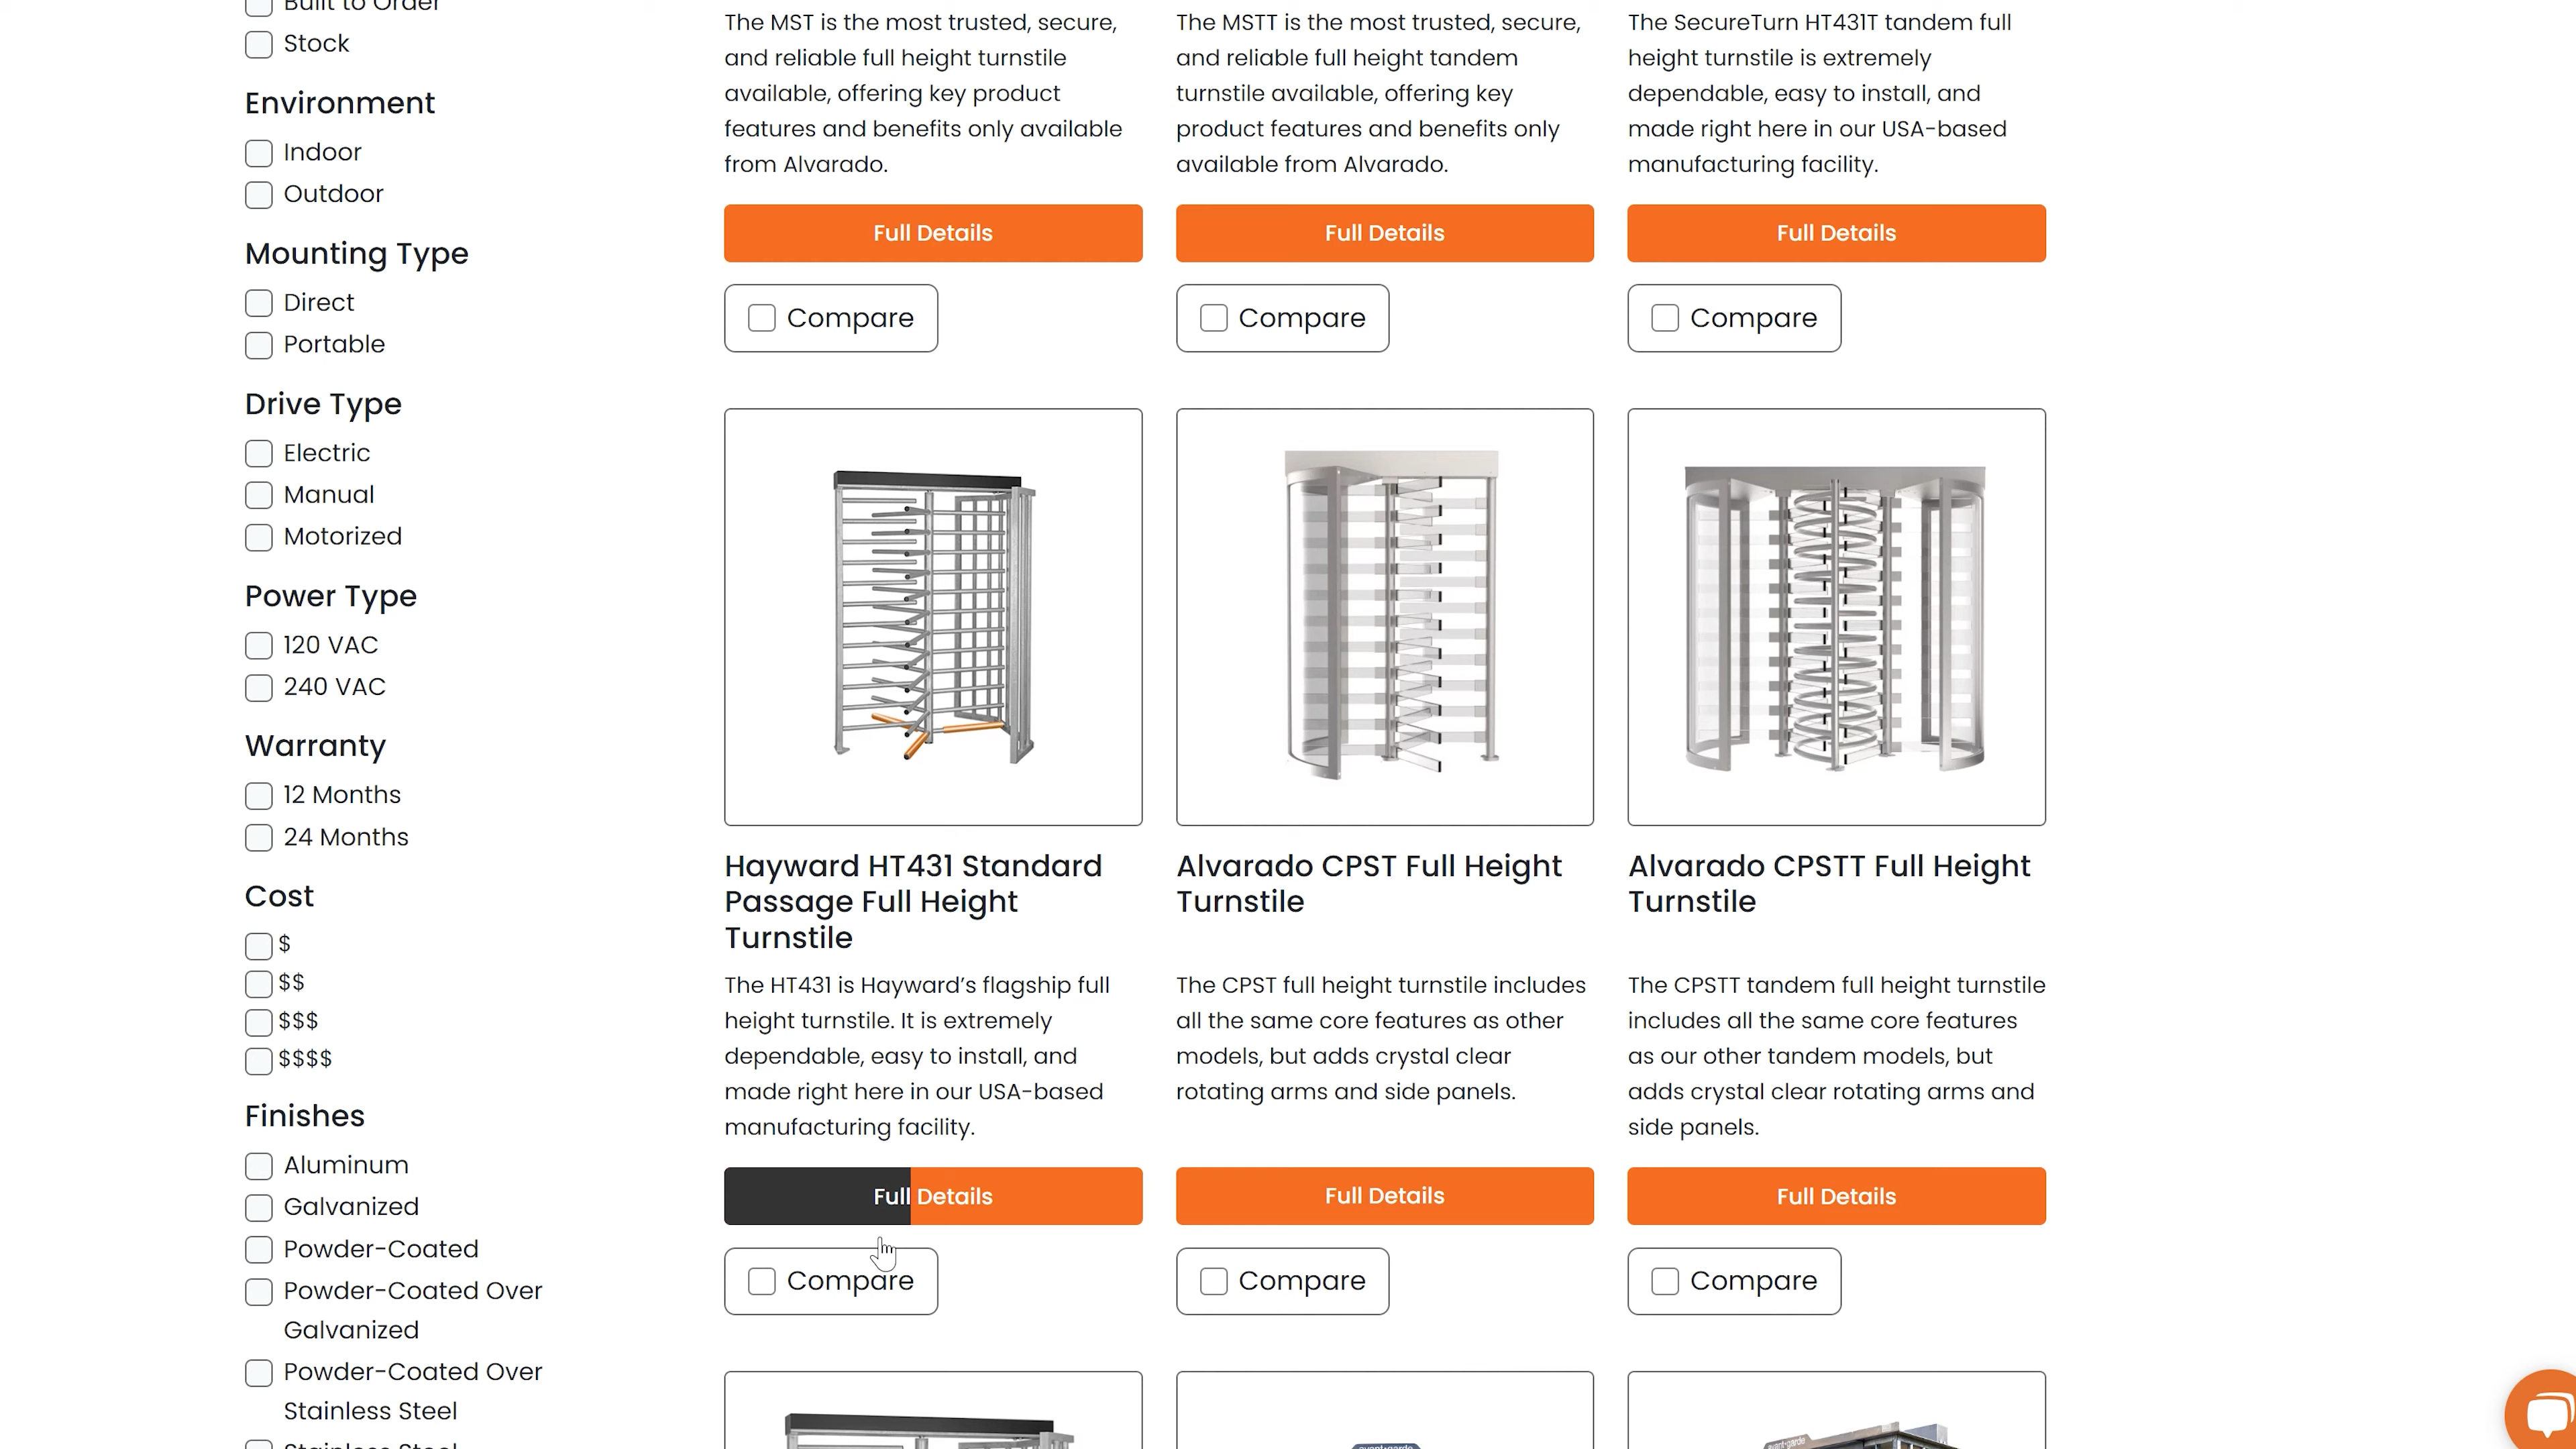 Built to Order
Stock
Environment
Indoor
Outdoor
Mounting Type
Direct
Portable
Drive Type
Electric
Manual
Motorized
Power Type
120 VAC
240 VAC
Warranty
12 Months
24 Months
Cost
$
$$
$$$
$$$$
Finishes
Aluminum
Galvanized
Powder-Coated
Powder-Coated Over
Galvanized
Powder-Coated Over
Stainless Steel
Stainless Steel
The MST is the most trusted, secure,
and reliable full height turnstile
available, offering key product
features and benefits only available
from Alvarado.
Full Details
Compare
The MSTT is the most trusted, secure,
and reliable full height tandem
turnstile available, offering key
product features and benefits only
available from Alvarado.
Full Details
Compare
The SecureTurn HT431T tandem full
height turnstile is extremely
dependable, easy to install, and
made right here in our USA-based
manufacturing facility.
Full Details
Compare
Hayward HT431 Standard
Passage Full Height
Turnstile
The HT431 is Hayward’s flagship full
height turnstile. It is extremely
dependable, easy to install, and
made right here in our USA-based
manufacturing facility.
Full Details
Compare
Alvarado CPST Full Height
Turnstile
The CPST full height turnstile includes
all the same core features as other
models, but adds crystal clear
rotating arms and side panels.
Full Details
Compare
Alvarado CPSTT Full Height
Turnstile
The CPSTT tandem full height turnstile
includes all the same core features
as our other tandem models, but
adds crystal clear rotating arms and
side panels.
Full Details
Compare
avant-garde
avant-garde